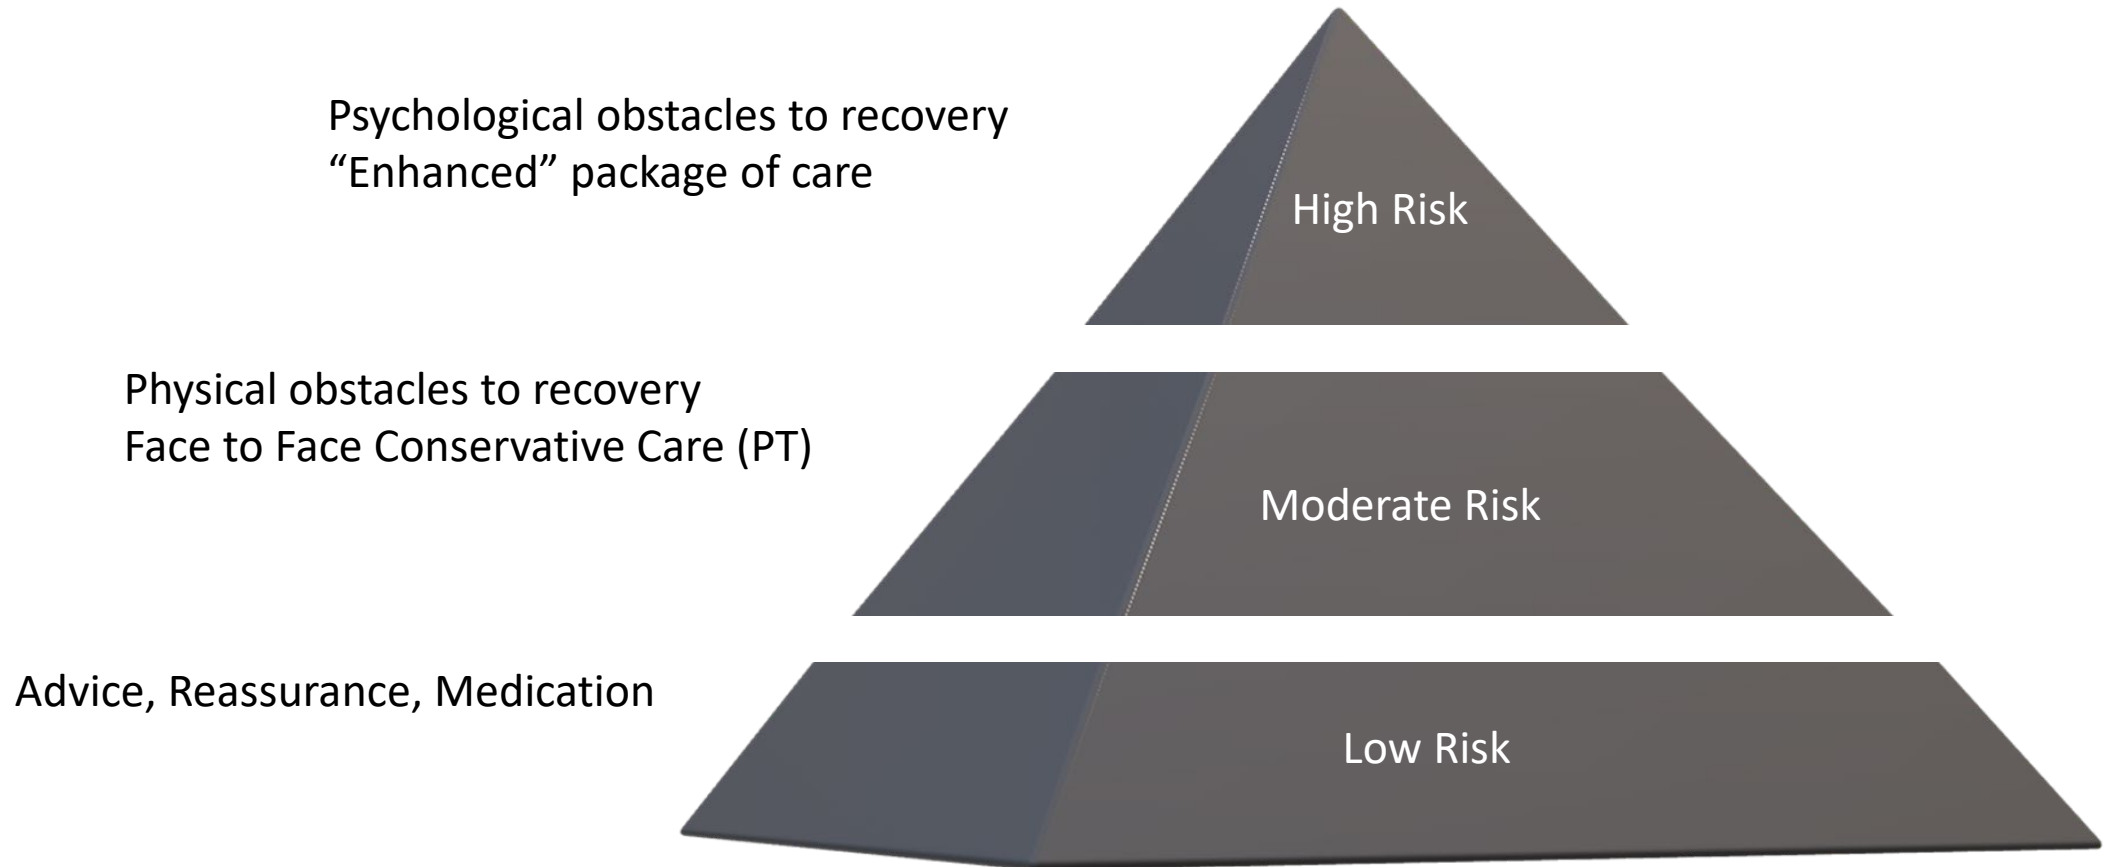 Psychological obstacles to recovery
“Enhanced” package of care
High Risk
Physical obstacles to recovery
Face to Face Conservative Care (PT)
Moderate Risk
Advice, Reassurance, Medication
Low Risk